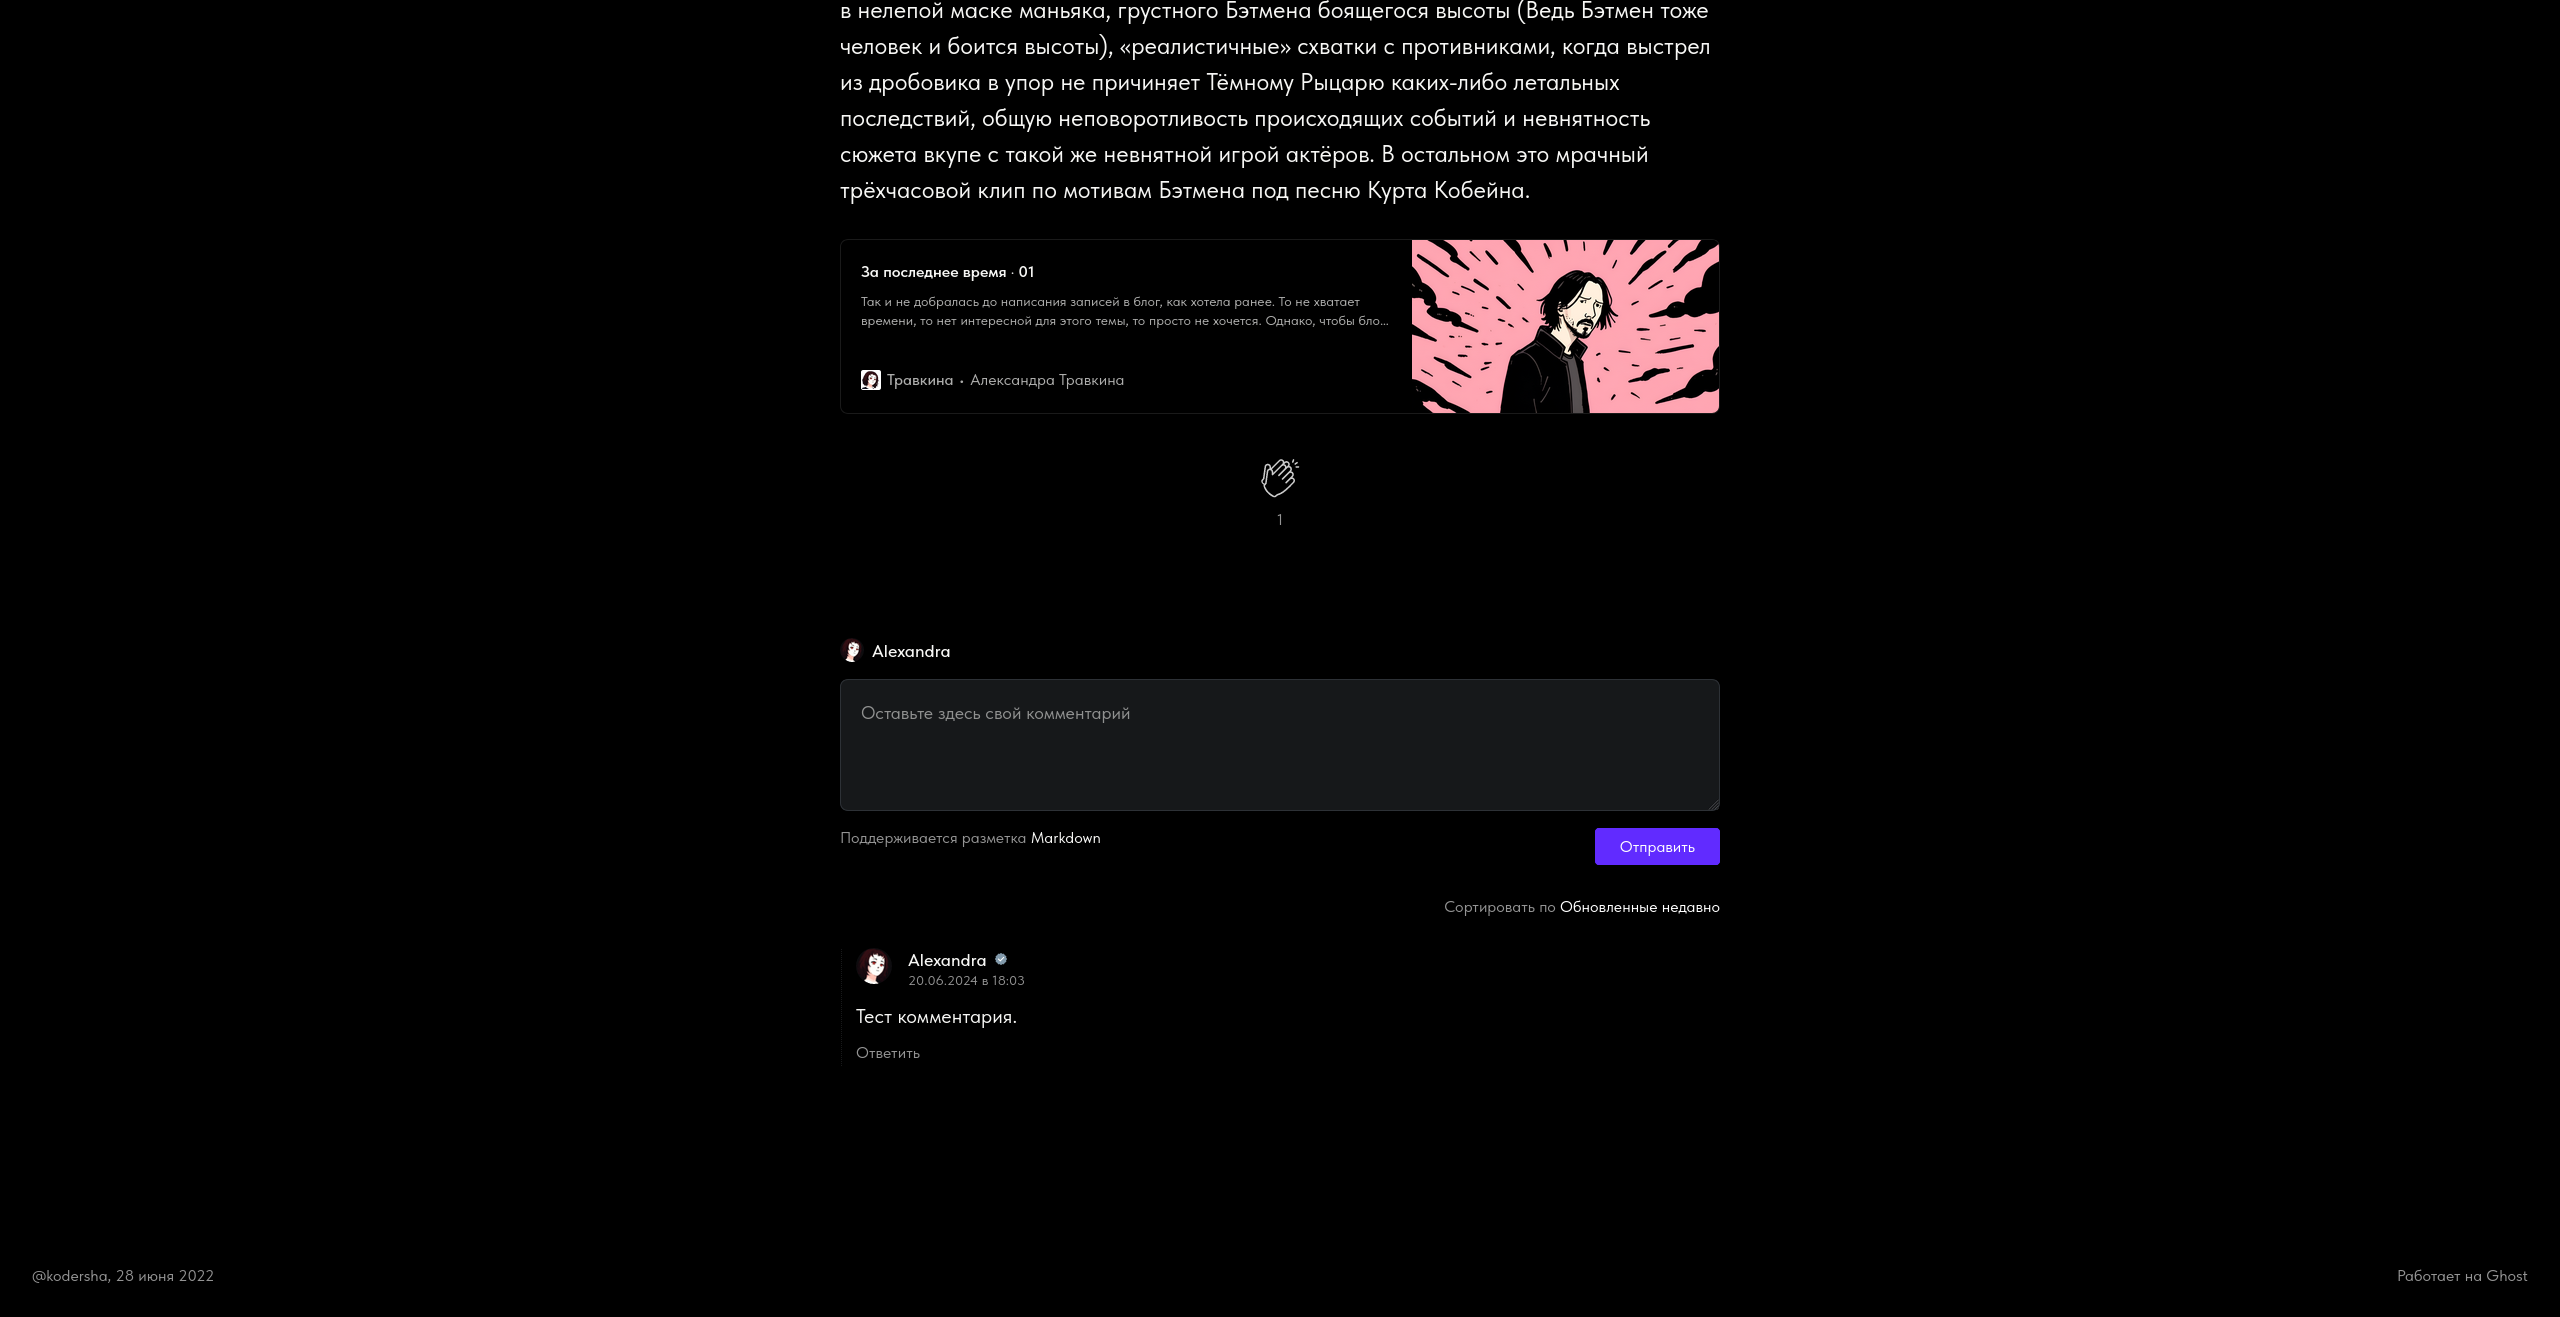 в нелепой маске маньяка, грустного Бэтмена боящегося высоты (Ведь Бэтмен тоже
человек и боится высоты), «реалистичные» схватки с противниками, когда выстрел
из дробовика в упор не причиняет Тёмному Рыцарю каких-либо летальных
последствий, общую неповоротливость происходящих событий и невнятность
сюжета вкупе с такой же невнятной игрой актёров. В остальном это мрачный
трёхчасовой клип по мотивам Бэтмена под песню Курта Кобейна.
За последнее время · 01
Так и не добралась до написания записей в блог, как хотела ранее. То не хватает
времени, то нет интересной для этого темы, то просто не хочется. Однако, чтобы бло...
Травкина • Александра Травкина
1
Alexandra
Оставьте здесь свой комментарий
Поддерживается разметка Markdown
Отправить
Сортировать по Обновленные недавно
Alexandra
20.06.2024 в 18:03
Тест комментария.
Ответить
@kodersha, 28 июня 2022
Работает на Ghost